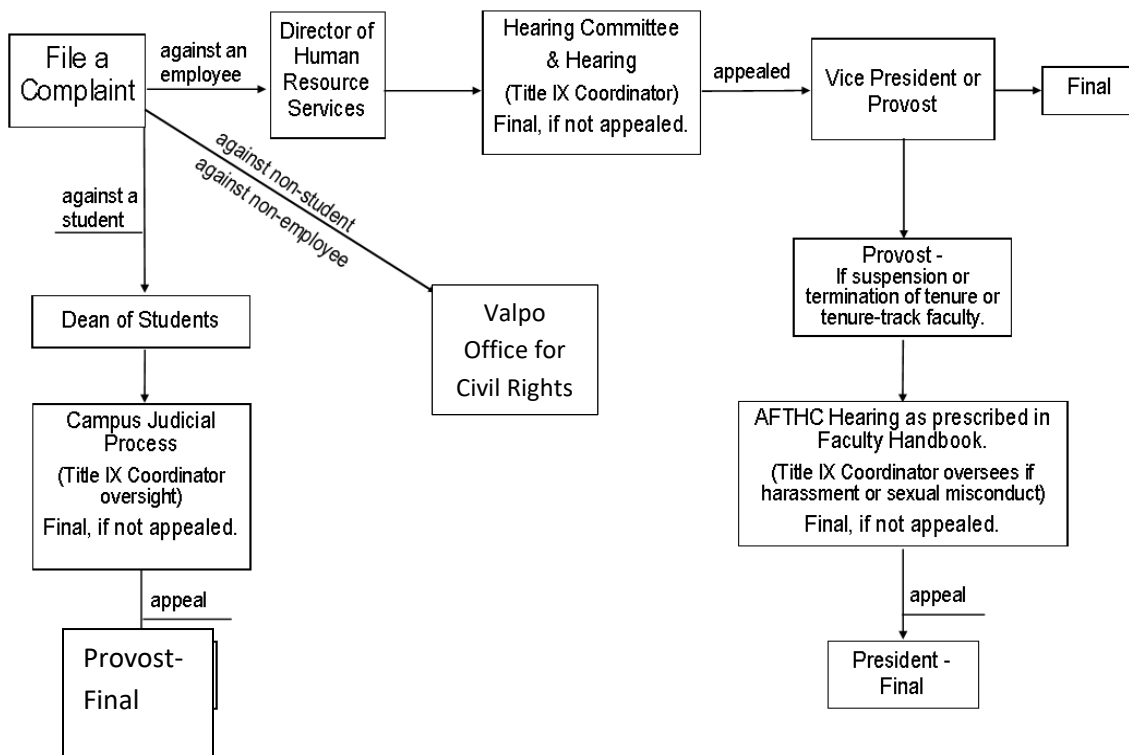 File a
Complaint
against an
employee
Director of
Human
Resource
Services
Hearing Committee
& Hearing
(Title IX Coordinator)
Final, if not appealed.
appealed
Vice President or
Provost
Final
against a
student
against non-student
against non-employee
Dean of Students
Valpo
Office for
Civil Rights
Provost -
If suspension or
termination of tenure or
tenure-track faculty.
Campus Judicial
Process
(Title IX Coordinator
oversight)
Final, if not appealed.
AFTHC Hearing as prescribed in
Faculty Handbook.
(Title IX Coordinator oversees if
harassment or sexual misconduct)
Final, if not appealed.
appeal
Provost-
Final
appeal
President -
Final